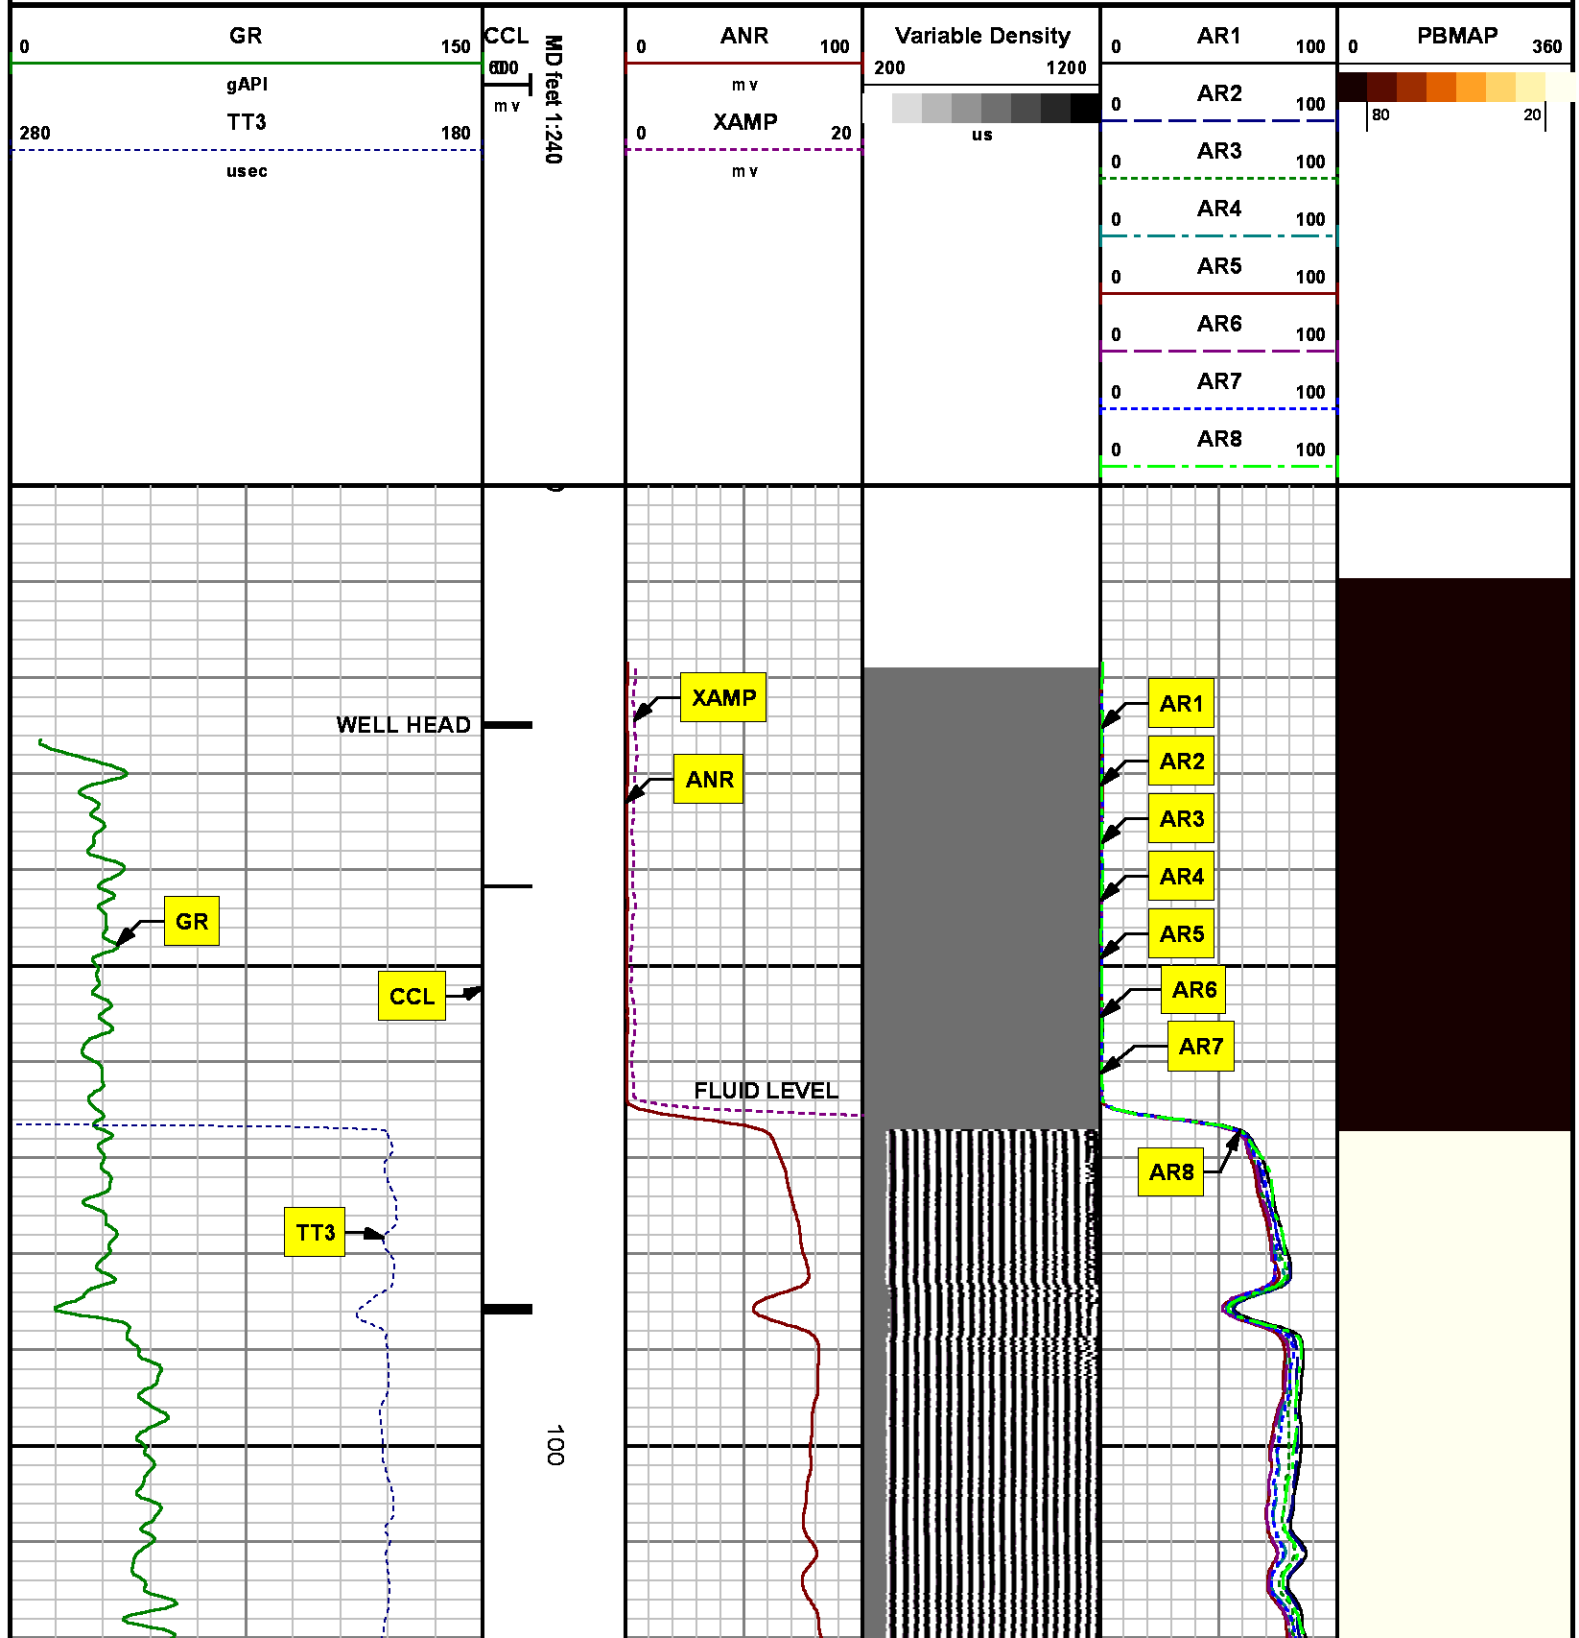 GR
0 150
gAPI
TT3
280 180
usec
CCL
mv
MD feet 1:240
ANR
0 100
mv
XAMP
0 20
mv
Variable Density
200 1200
us
AR1
0 100
AR2
0 100
AR3
0 100
AR4
0 100
AR5
0 100
AR6
0 100
AR7
0 100
AR8
0 100
PBMAP
0 360
80 20
WELL HEAD
XAMP
ANR
AR1
AR2
AR3
AR4
GR
AR5
CCL
AR6
AR7
FLUID LEVEL
AR8
TT3
100